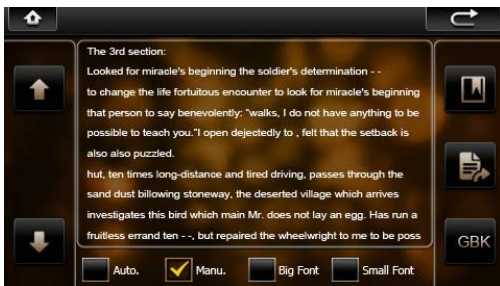 The 3rd section:
Looked for miracle's beginning the soldier's determination - -
to change the life fortuitous encounter to look for miracle's beginning
that person to say benevolently: "walks, I do not have anything to be
possible to teach you."I open dejectedly to , felt that the setback is
also also puzzled.
hut, ten times long-distance and tired driving, passes through the
sand dust billowing stoneway, the deserted village which arrives
investigates this bird which main Mr. does not lay an egg. Has run a
fruitless errand ten - -, but repaired the wheelwright to me to be poss
GBK
Auto. Manu. Big Font Small Font